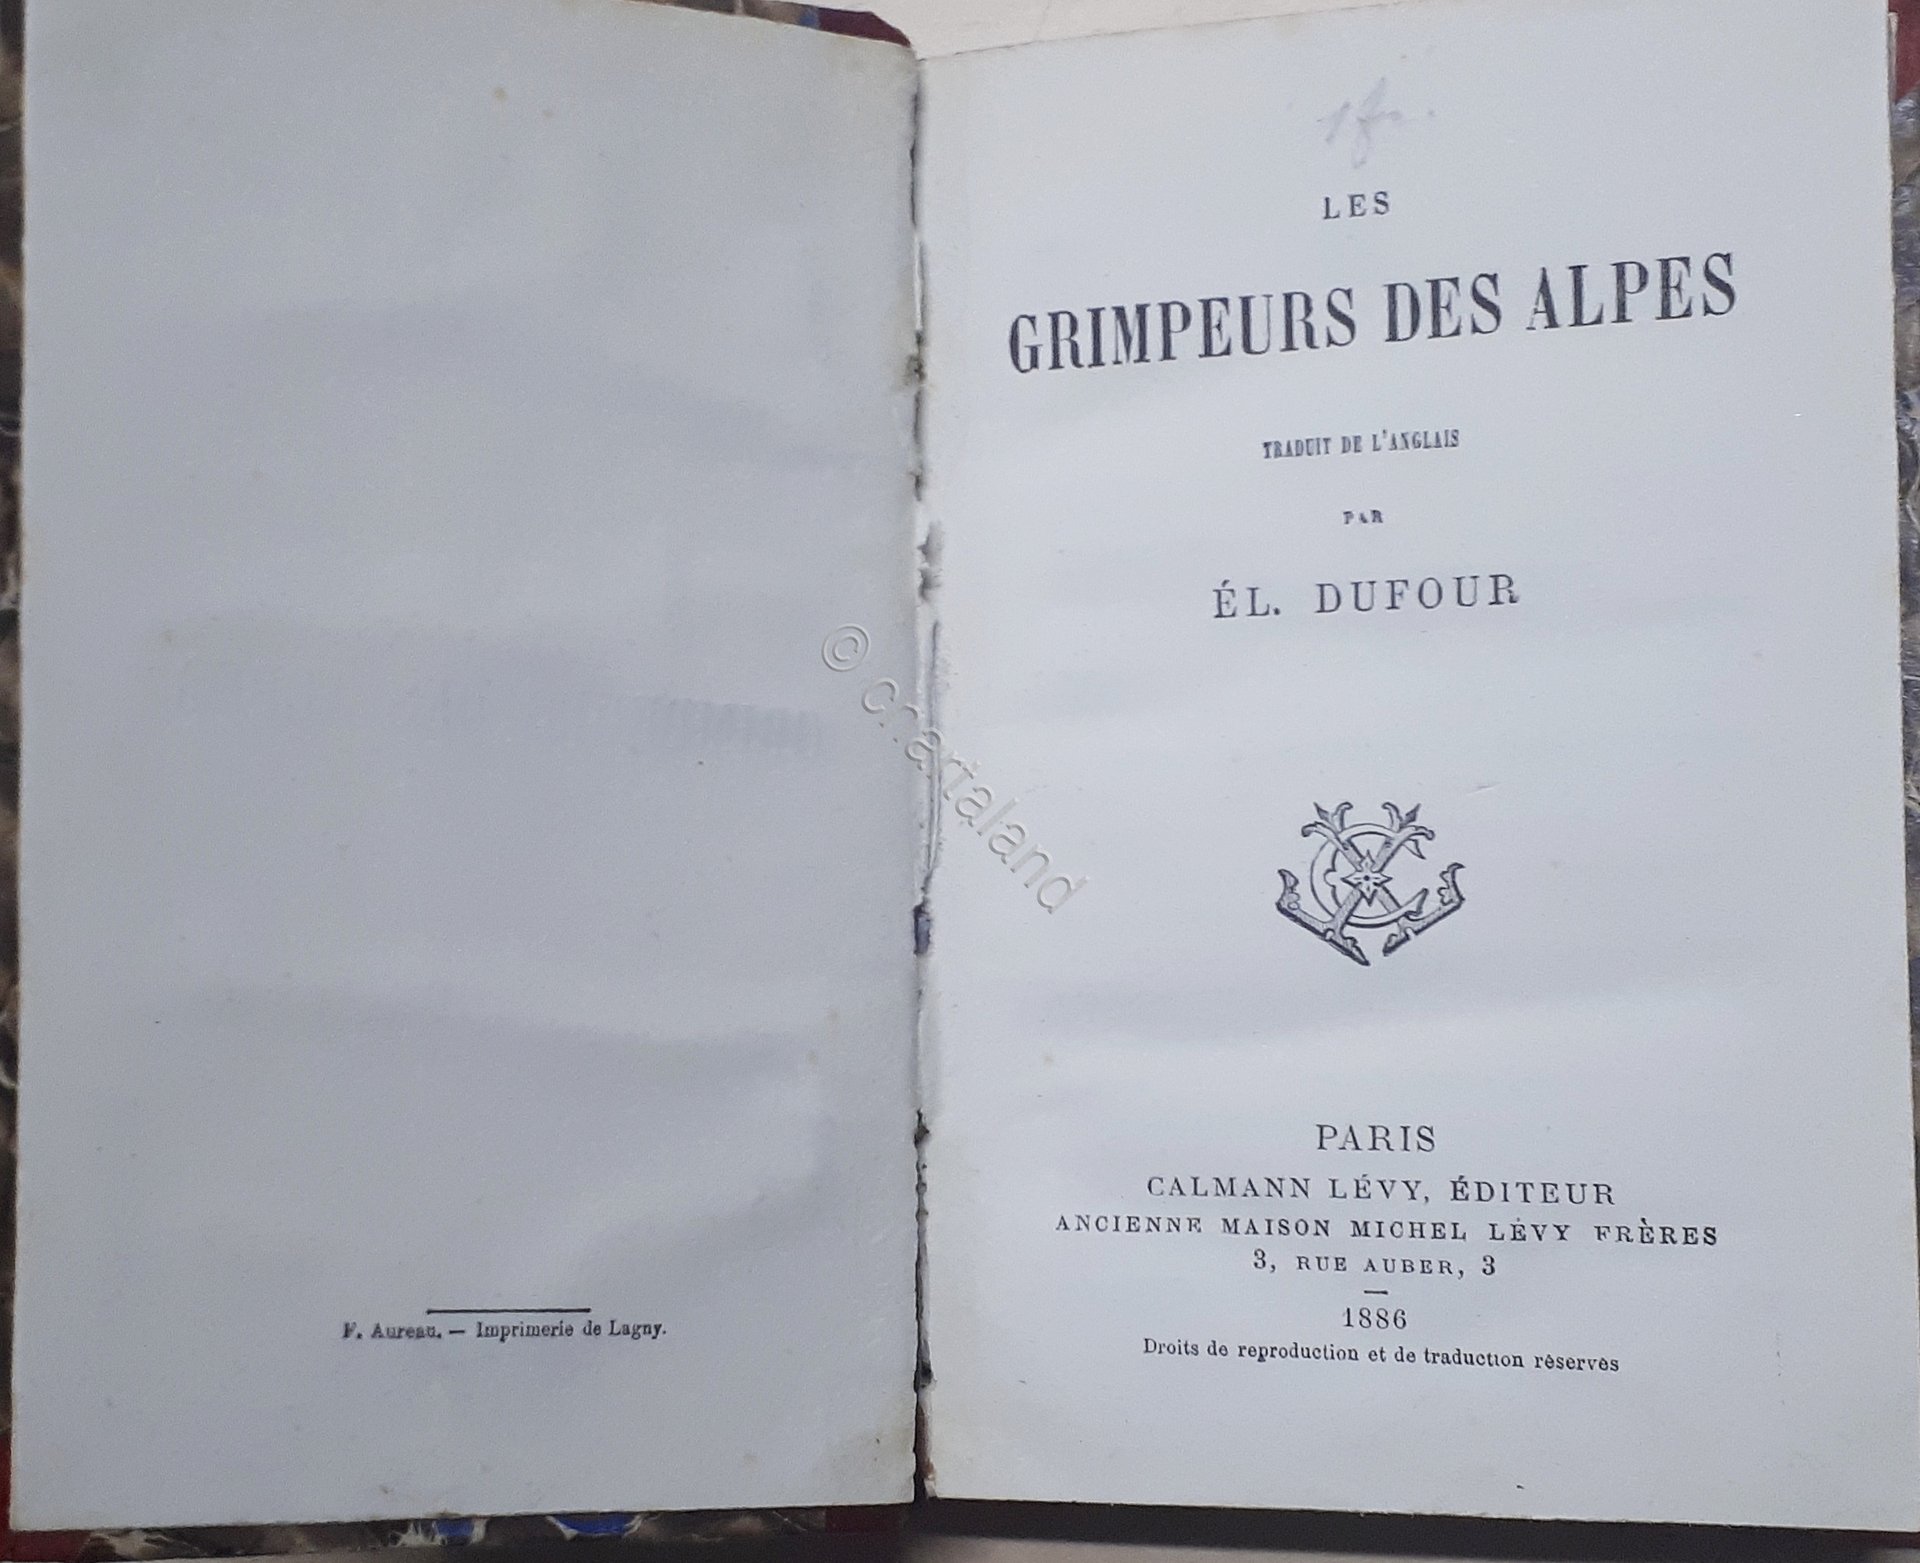 F. Aureau. — Imprimerie de Lagny.
LES
GRIMPEURS DES ALPES
TRADUIT DE L'ANGLAIS
PAR
ÉL. DUFOUR
PARIS
CALMANN LÉVY, ÉDITEUR
ANCIENNE MAISON MICHEL LÉVY FRÈRES
3, RUE AUBER, 3
1886
Droits de reproduction et de traduction réservés
© chartaland